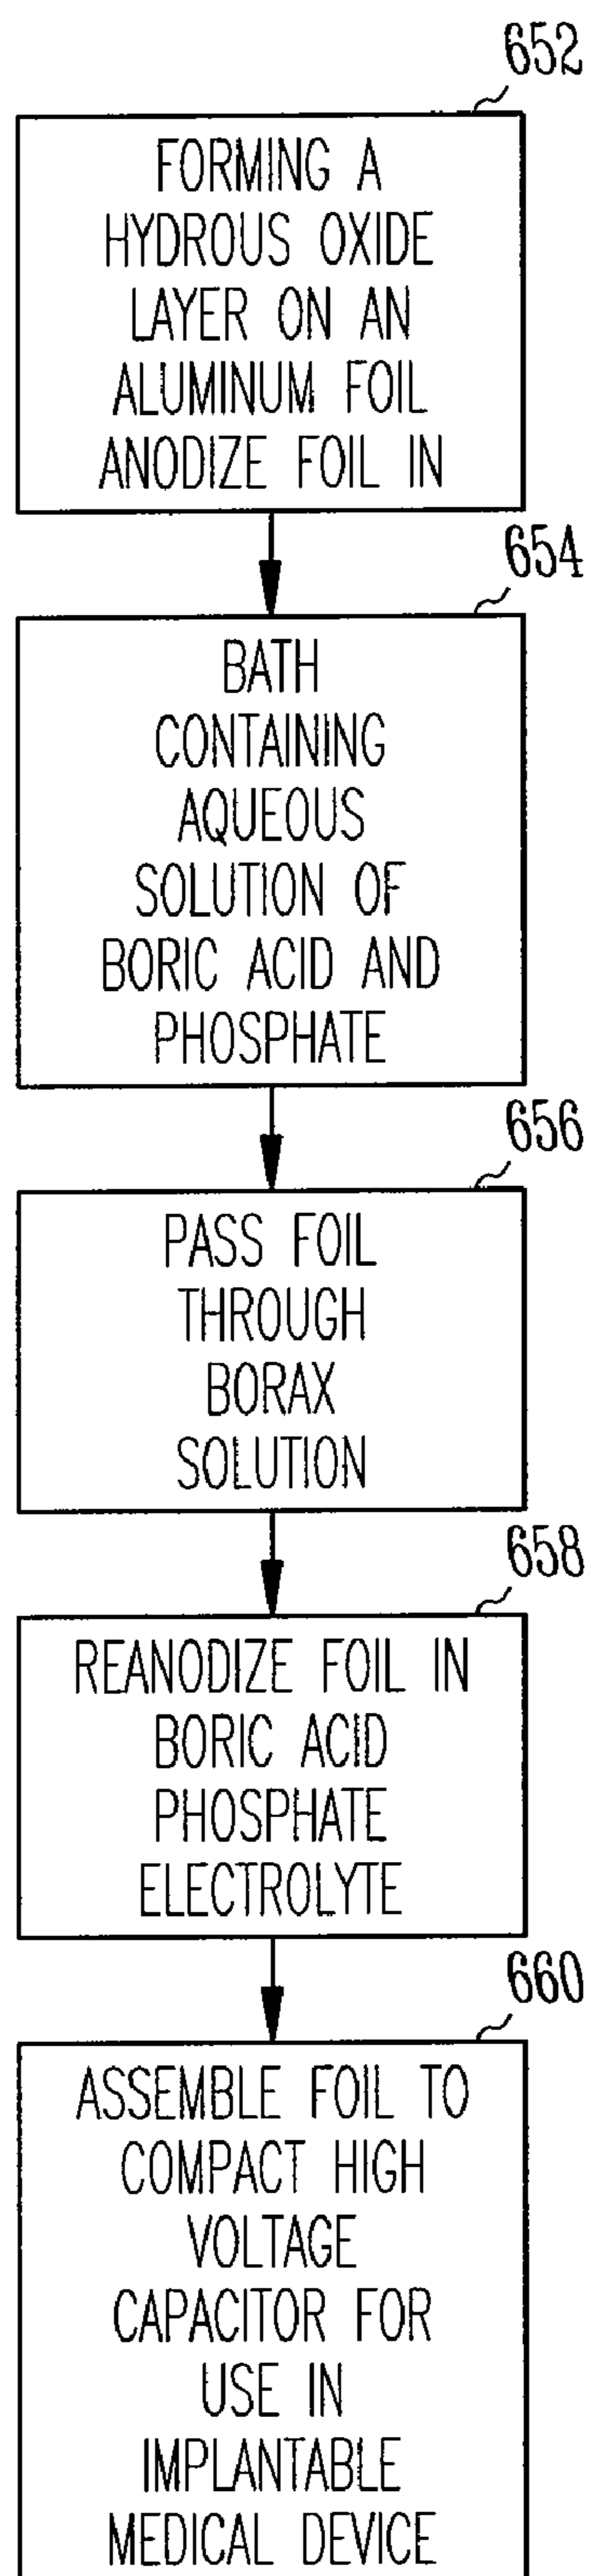 652
FORMING A
HYDROUS OXIDE
LAYER ON AN
ALUMINUM FOIL
ANODIZE FOIL IN
654
BATH
CONTAINING
AQUEOUS
SOLUTION OF
BORIC ACID AND
PHOSPHATE
656
PASS FOIL
THROUGH
BORAX
SOLUTION
658
REANODIZE FOIL IN
BORIC ACID
PHOSPHATE
ELECTROLYTE
660
ASSEMBLE FOIL TO
COMPACT HIGH
VOLTAGE
CAPACITOR FOR
USE IN
IMPLANTABLE
MEDICAL DEVICE